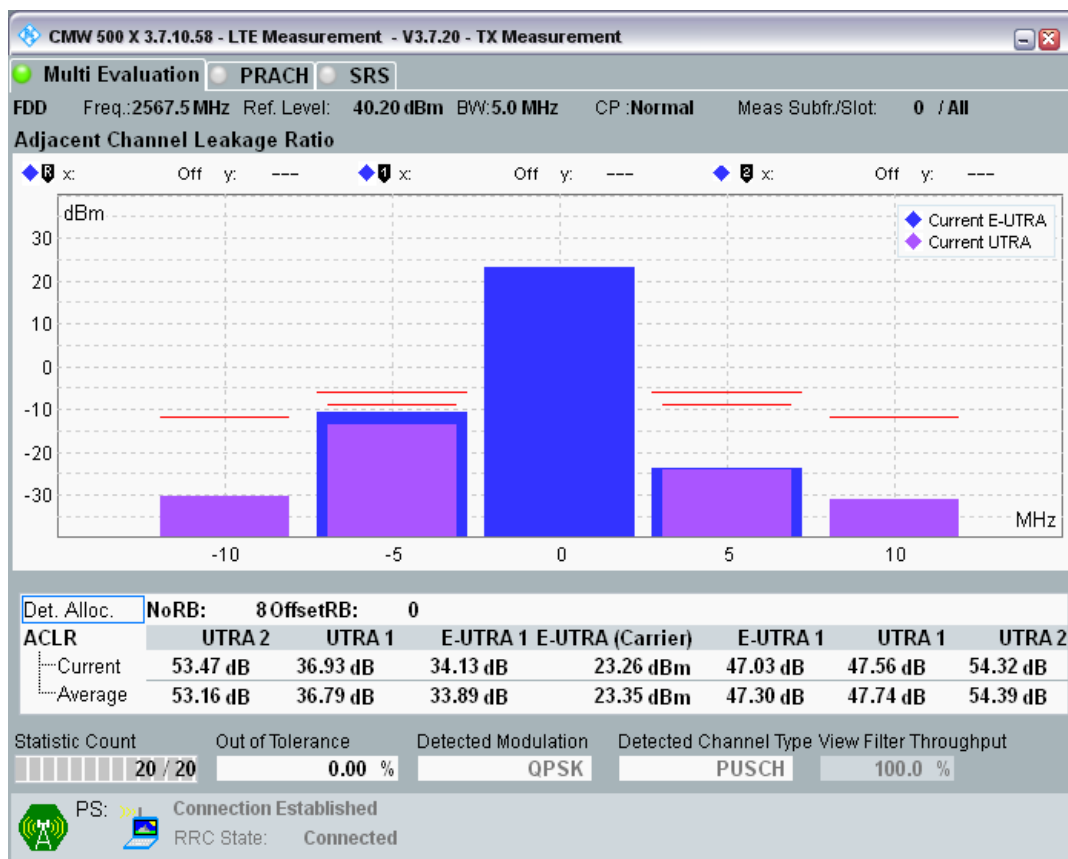 CMW 500 X 3.7.10.58 - LTE Measurement - V3.7.20 - TX Measurement
Multi Evaluation PRACH SRS
FDD Freq.:2567.5 MHz Ref. Level: 40.20 dBm BW:5.0 MHz CP :Normal Meas Subfr./Slot: 0 / All
Adjacent Channel Leakage Ratio
R x: Off y: --- 1 x: Off y: --- 2 x: Off y: ---
dBm
Current E-UTRA
Current UTRA
30
20
10
0
-10
-20
-30
MHz
-10 -5 0 5 10
Det. Alloc. NoRB: 8 OffsetRB: 0
ACLR UTRA 2 UTRA 1 E-UTRA 1 E-UTRA (Carrier) E-UTRA 1 UTRA 1 UTRA 2
Current 53.47 dB 36.93 dB 34.13 dB 23.26 dBm 47.03 dB 47.56 dB 54.32 dB
Average 53.16 dB 36.79 dB 33.89 dB 23.35 dBm 47.30 dB 47.74 dB 54.39 dB
Statistic Count Out of Tolerance Detected Modulation Detected Channel Type View Filter Throughput
20 / 20 0.00 % QPSK PUSCH 100.0 %
PS: Connection Established
RRC State: Connected